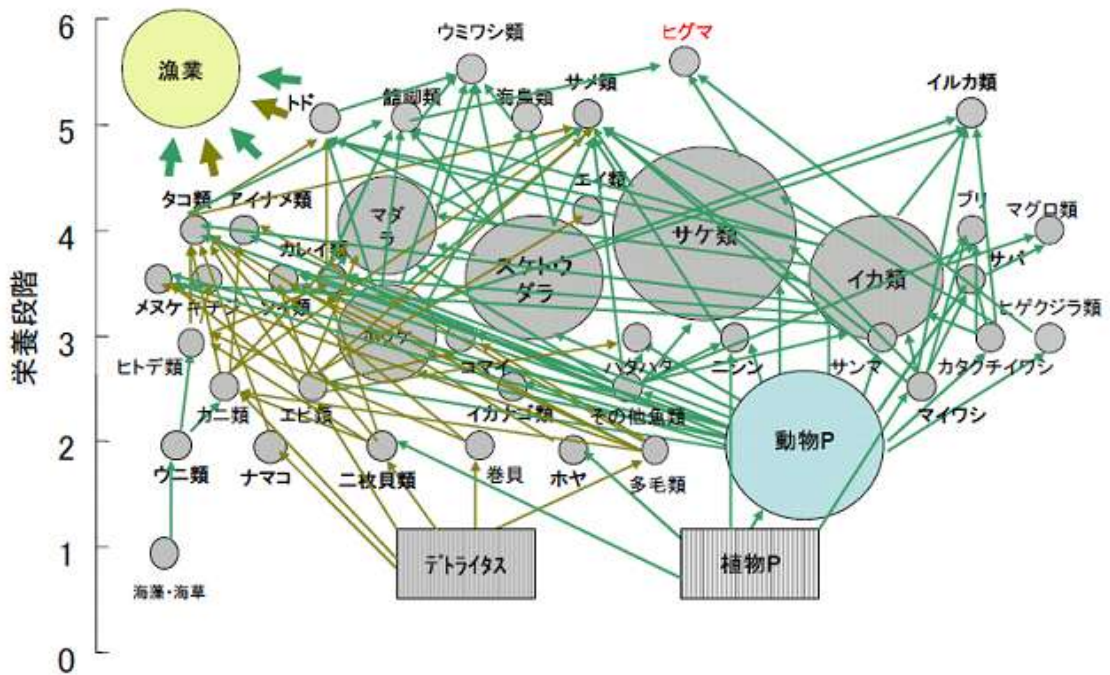 6
漁業
ウミワシ類
ヒグマ
トド
鰭脚類
海鳥類
サメ類
イルカ類
5
タコ類
アイナメ類
マダ
ラ
エイ類
サケ類
ブリ
マグロ類
4
カレイ類
スケトウ
ダラ
イカ類
サバ
メヌケ
キチジ
ヒゲクジラ類
3
ヒトデ類
ホッケ
コマイ
ハタハタ
ニシン
サンマ
カタクチイワシ
カニ類
エビ類
イカナゴ類
その他魚類
マイワシ
栄養段階
2
動物P
ウニ類
ナマコ
二枚貝類
巻貝
ホヤ
多毛類
1
デトライタス
植物P
海藻・海草
0